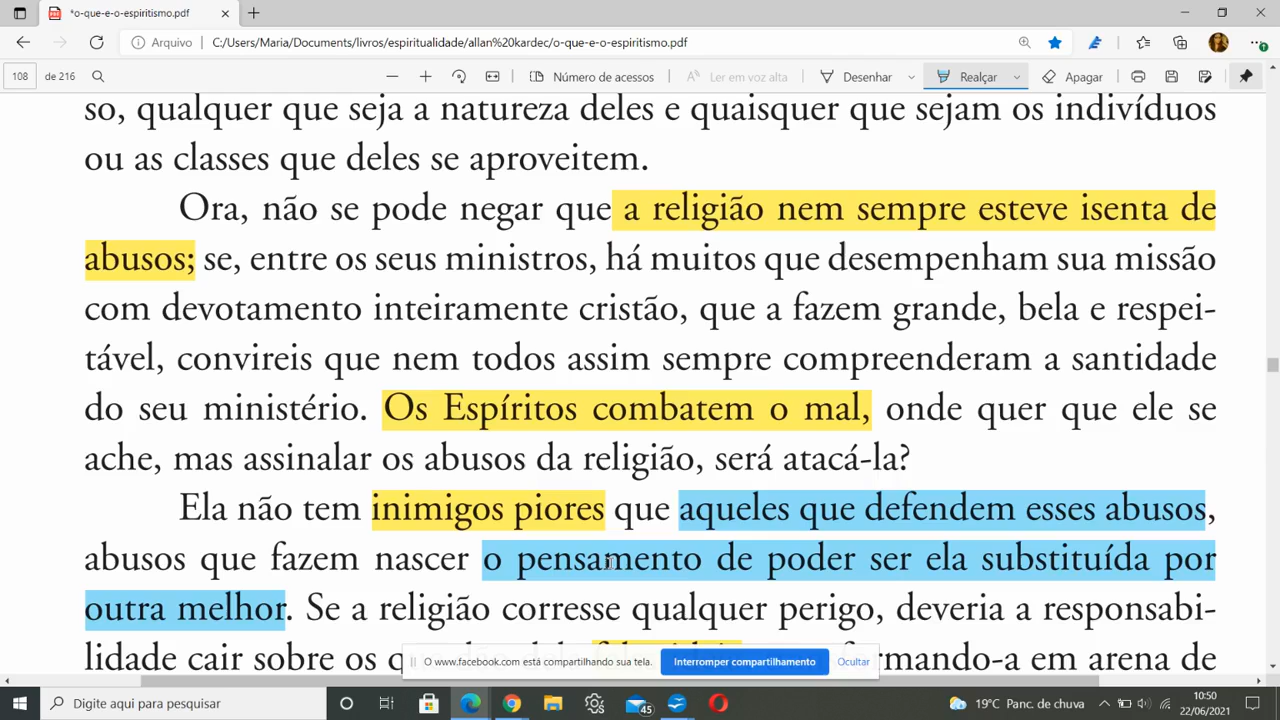 *o-que-e-o-espiritismo.pdf
Arquivo C:/Users/Maria/Documents/livros/espiritualidade/allan%20kardec/o-que-e-o-espiritismo.pdf
108 de 216 Número de acessos Ler em voz alta Desenhar Realçar Apagar
so, qualquer que seja a natureza deles e quaisquer que sejam os indivíduos
ou as classes que deles se aproveitem.
Ora, não se pode negar que a religião nem sempre esteve isenta de
abusos; se, entre os seus ministros, há muitos que desempenham sua missão
com devotamento inteiramente cristão, que a fazem grande, bela e respei-
tável, convireis que nem todos assim sempre compreenderam a santidade
do seu ministério. Os Espíritos combatem o mal, onde quer que ele se
ache, mas assinalar os abusos da religião, será atacá-la?
Ela não tem inimigos piores que aqueles que defendem esses abusos,
abusos que fazem nascer o pensamento de poder ser ela substituída por
outra melhor. Se a religião corresse qualquer perigo, deveria a responsabi-
lidade cair sobre os formando-a em arena de
O www.facebook.com está compartilhando sua tela. Interromper compartilhamento Ocultar
Digite aqui para pesquisar 45 19°C Panc. de chuva 10:50
22/06/2021